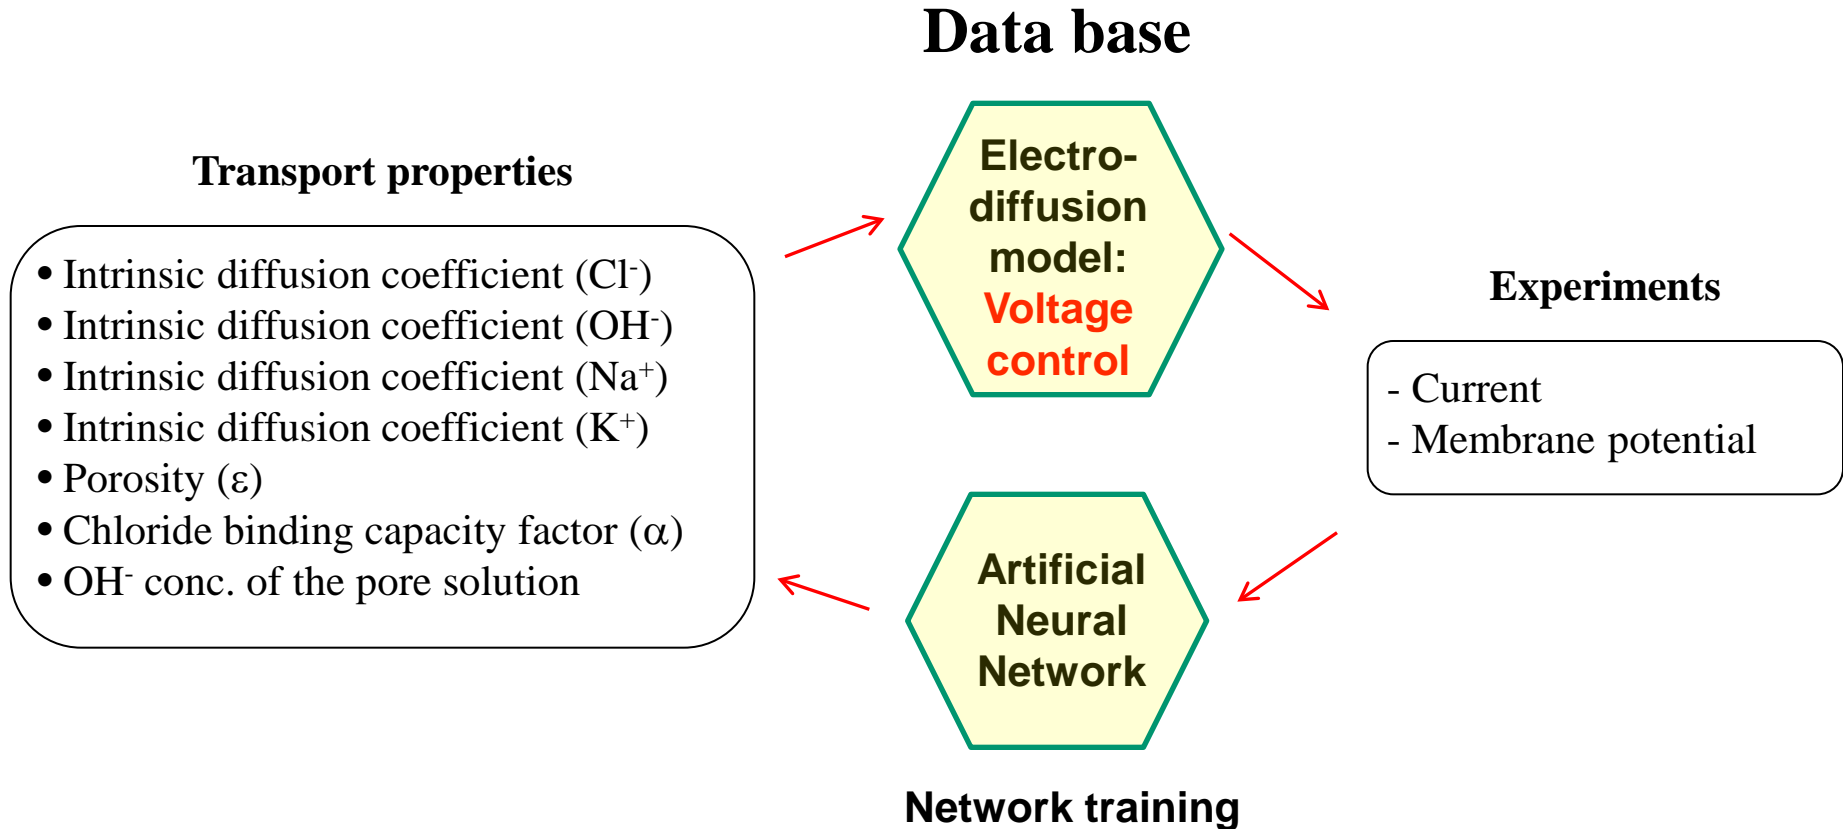 Data base
Transport properties
• Intrinsic diffusion coefficient (Cl⁻)
• Intrinsic diffusion coefficient (OH⁻)
• Intrinsic diffusion coefficient (Na⁺)
• Intrinsic diffusion coefficient (K⁺)
• Porosity (ε)
• Chloride binding capacity factor (α)
• OH⁻ conc. of the pore solution
Electro-
diffusion
model:
Voltage
control
Experiments
- Current
- Membrane potential
Artificial
Neural
Network
Network training